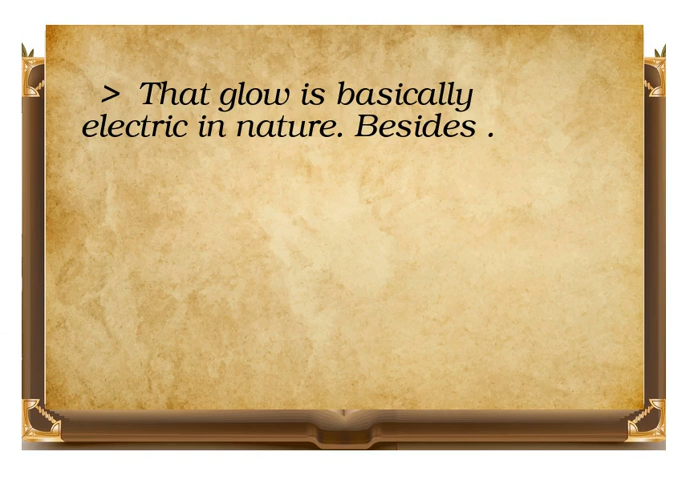 > That glow is basically
electric in nature. Besides .